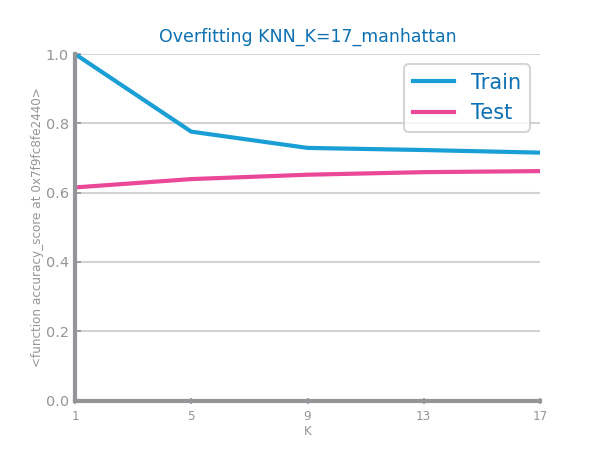 Overfitting KNN_K=17_manhattan
Train
Test
<function accuracy_score at 0x7f9fc8fe2440>
1.0
0.8
0.6
0.4
0.2
0.0
1 5 9 13 17
K